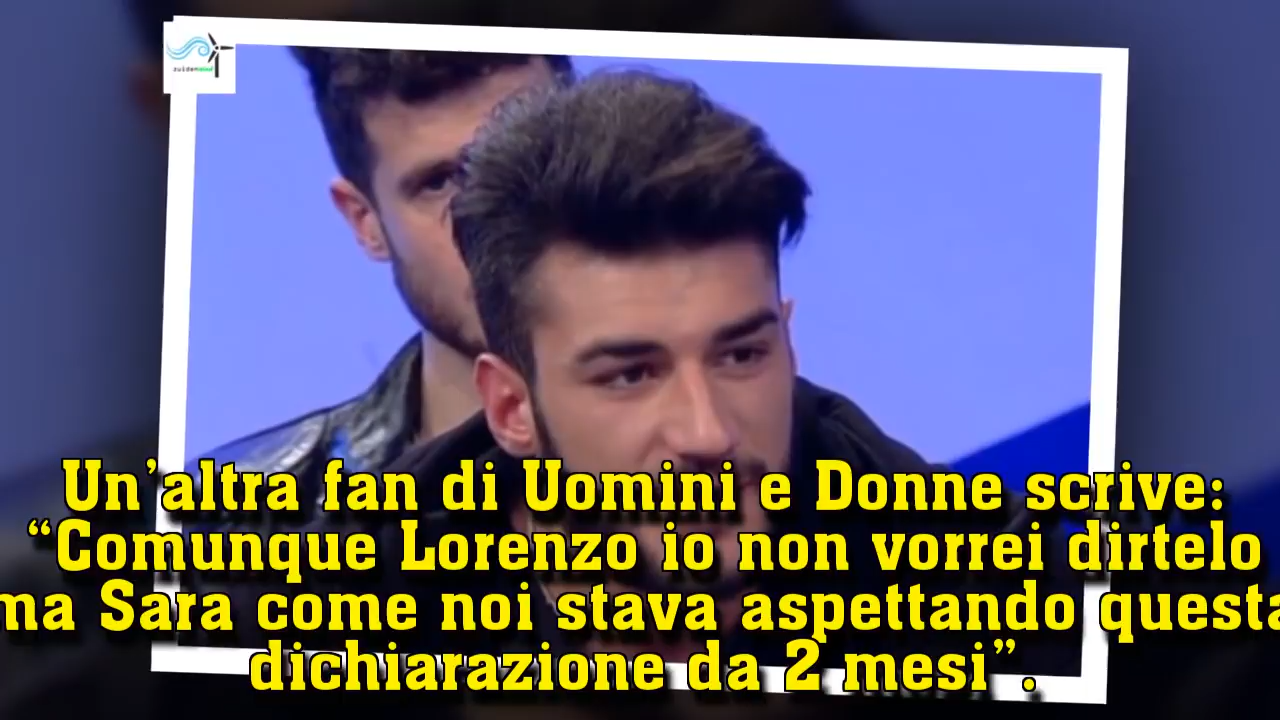 zuidenwind
Un’altra fan di Uomini e Donne scrive:
“Comunque Lorenzo io non vorrei dirtelo
ma Sara come noi stava aspettando questa
dichiarazione da 2 mesi”.